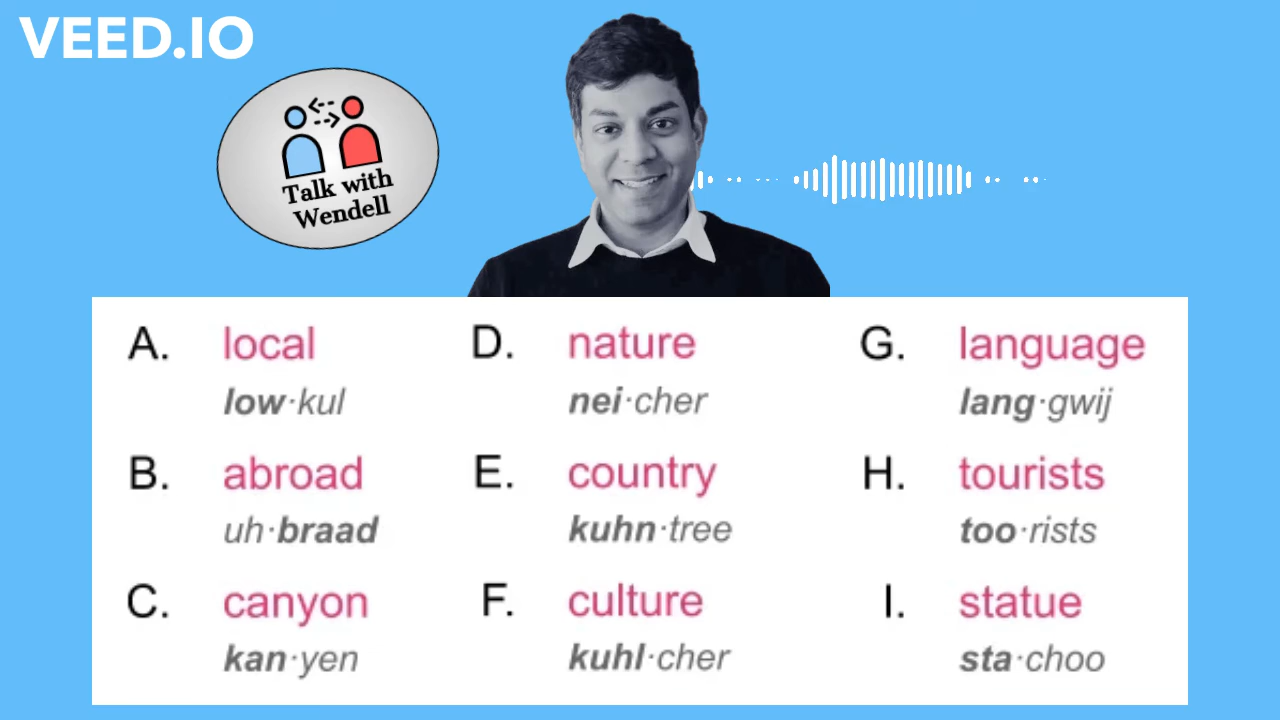 VEED.IO
Talk with
Wendell
A. local
low·kul
B. abroad
uh·braad
C. canyon
kan·yen
D. nature
nei·cher
E. country
kuhn·tree
F. culture
kuhl·cher
G. language
lang·gwij
H. tourists
too·rists
I. statue
sta·choo